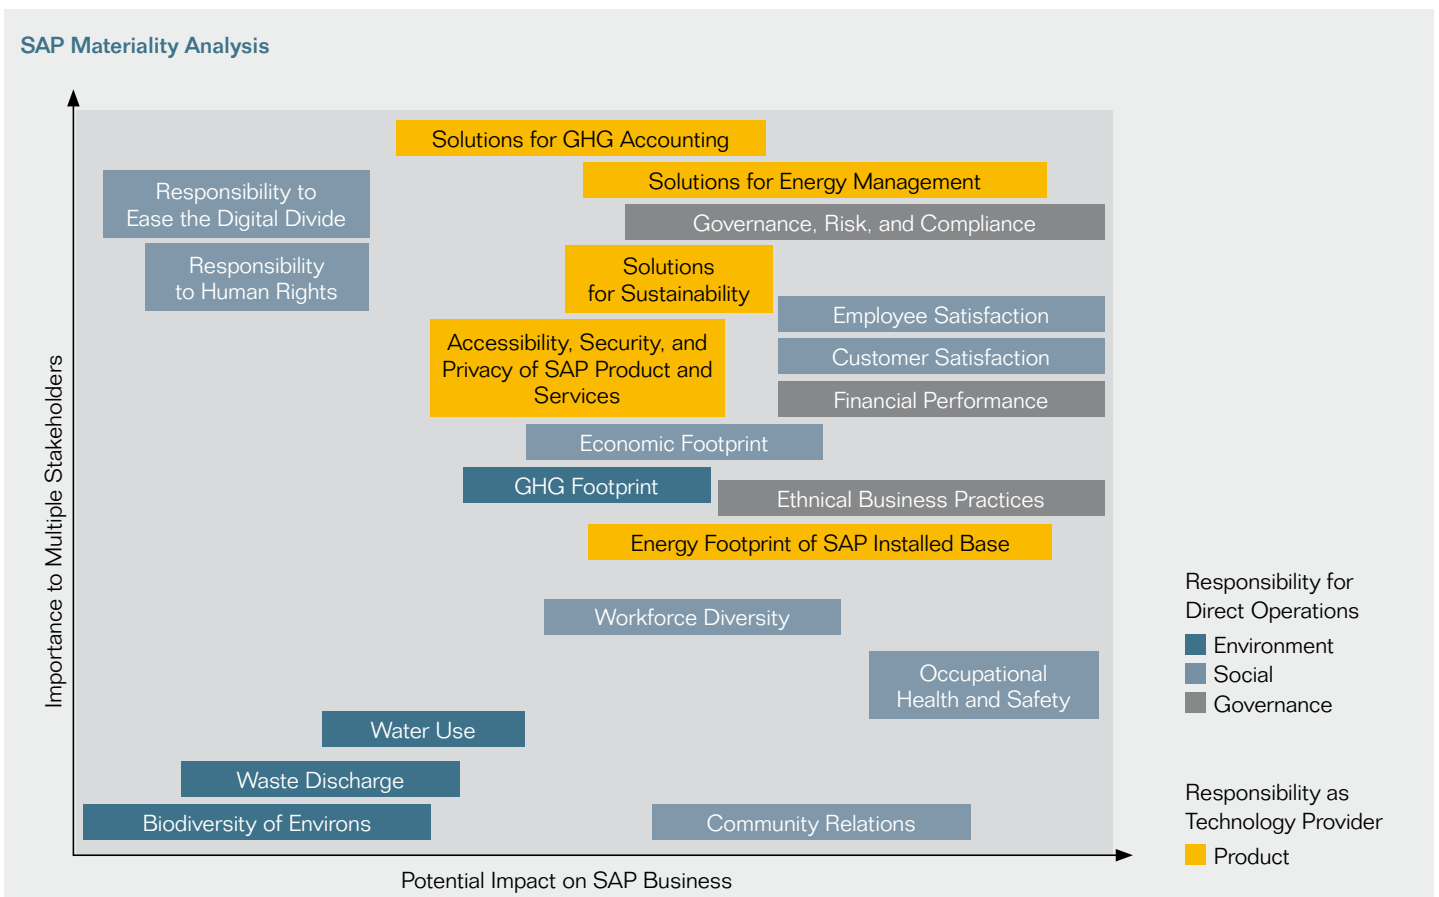 SAP Materiality Analysis
Solutions for GHG Accounting
Solutions for Energy Management
Responsibility to
Ease the Digital Divide
Governance, Risk, and Compliance
Responsibility
to Human Rights
Solutions
for Sustainability
Employee Satisfaction
Accessibility, Security, and
Privacy of SAP Product and
Services
Customer Satisfaction
Financial Performance
Economic Footprint
GHG Footprint
Ethnical Business Practices
Energy Footprint of SAP Installed Base
Workforce Diversity
Occupational
Health and Safety
Water Use
Waste Discharge
Biodiversity of Environs
Community Relations
Importance to Multiple Stakeholders
Potential Impact on SAP Business
Responsibility for
Direct Operations
Environment
Social
Governance
Responsibility as
Technology Provider
Product